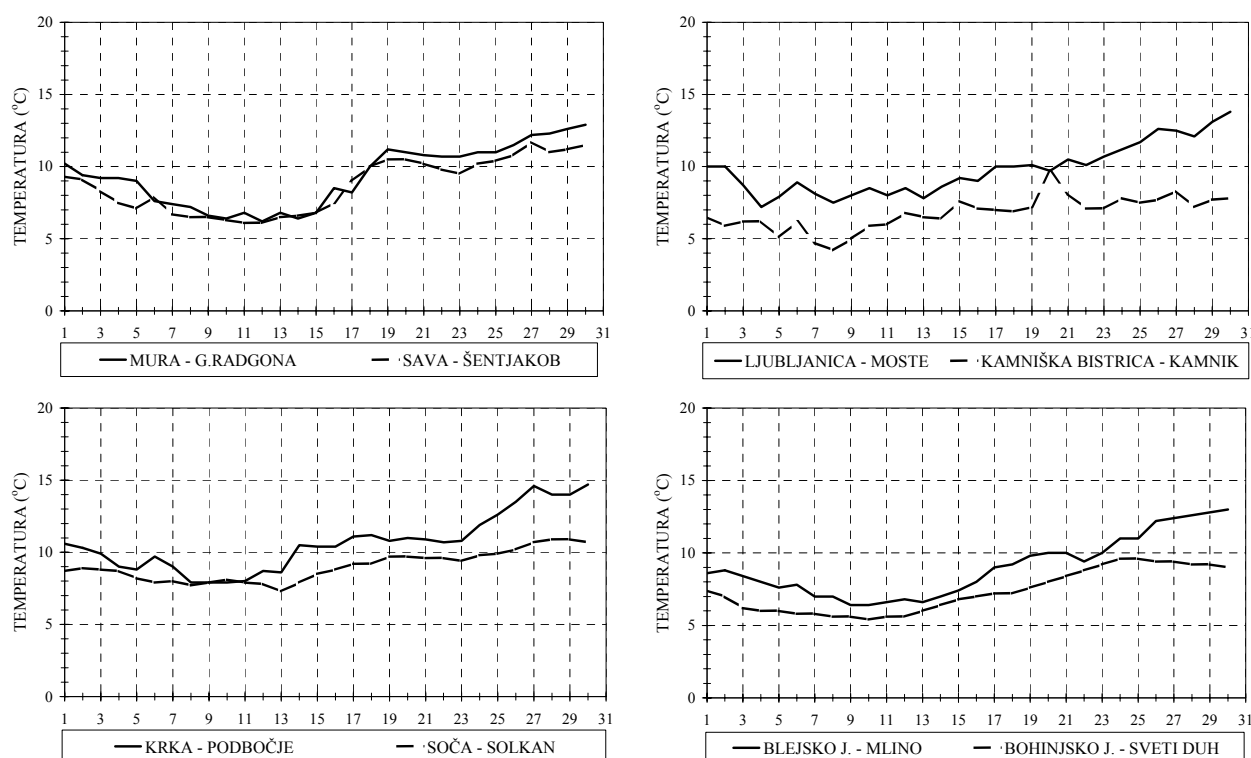 20
15
10
5
0
TEMPERATURA (°C)
1 3 5 7 9 11 13 15 17 19 21 23 25 27 29 31
MURA - G.RADGONA SAVA - ŠENTJAKOB
20
15
10
5
0
TEMPERATURA (°C)
1 3 5 7 9 11 13 15 17 19 21 23 25 27 29 31
LJUBLJANICA - MOSTE KAMNIŠKA BISTRICA - KAMNIK
20
15
10
5
0
TEMPERATURA (°C)
1 3 5 7 9 11 13 15 17 19 21 23 25 27 29 31
KRKA - PODBOČJE SOČA - SOLKAN
20
15
10
5
0
TEMPERATURA (°C)
1 3 5 7 9 11 13 15 17 19 21 23 25 27 29 31
BLEJSKO J. - MLINO BOHINJSKO J. - SVETI DUH